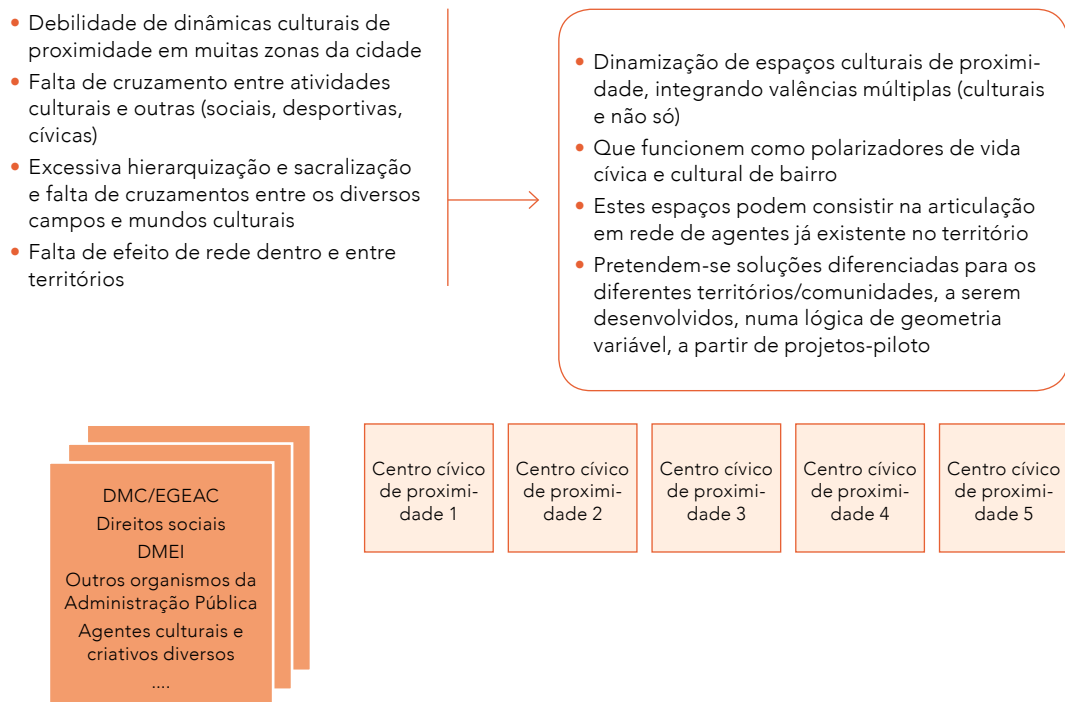 • Debilidade de dinâmicas culturais de
proximidade em muitas zonas da cidade
• Falta de cruzamento entre atividades
culturais e outras (sociais, desportivas,
cívicas)
• Excessiva hierarquização e sacralização
e falta de cruzamentos entre os diversos
campos e mundos culturais
• Falta de efeito de rede dentro e entre
territórios
• Dinamização de espaços culturais de proximi-
dade, integrando valências múltiplas (culturais
e não só)
• Que funcionem como polarizadores de vida
cívica e cultural de bairro
• Estes espaços podem consistir na articulação
em rede de agentes já existente no território
• Pretendem-se soluções diferenciadas para os
diferentes territórios/comunidades, a serem
desenvolvidos, numa lógica de geometria
variável, a partir de projetos-piloto
DMC/EGEAC
Direitos sociais
DMEI
Outros organismos da
Administração Pública
Agentes culturais e
criativos diversos
....
Centro cívico
de proximi-
dade 1
Centro cívico
de proximi-
dade 2
Centro cívico
de proximi-
dade 3
Centro cívico
de proximi-
dade 4
Centro cívico
de proximi-
dade 5